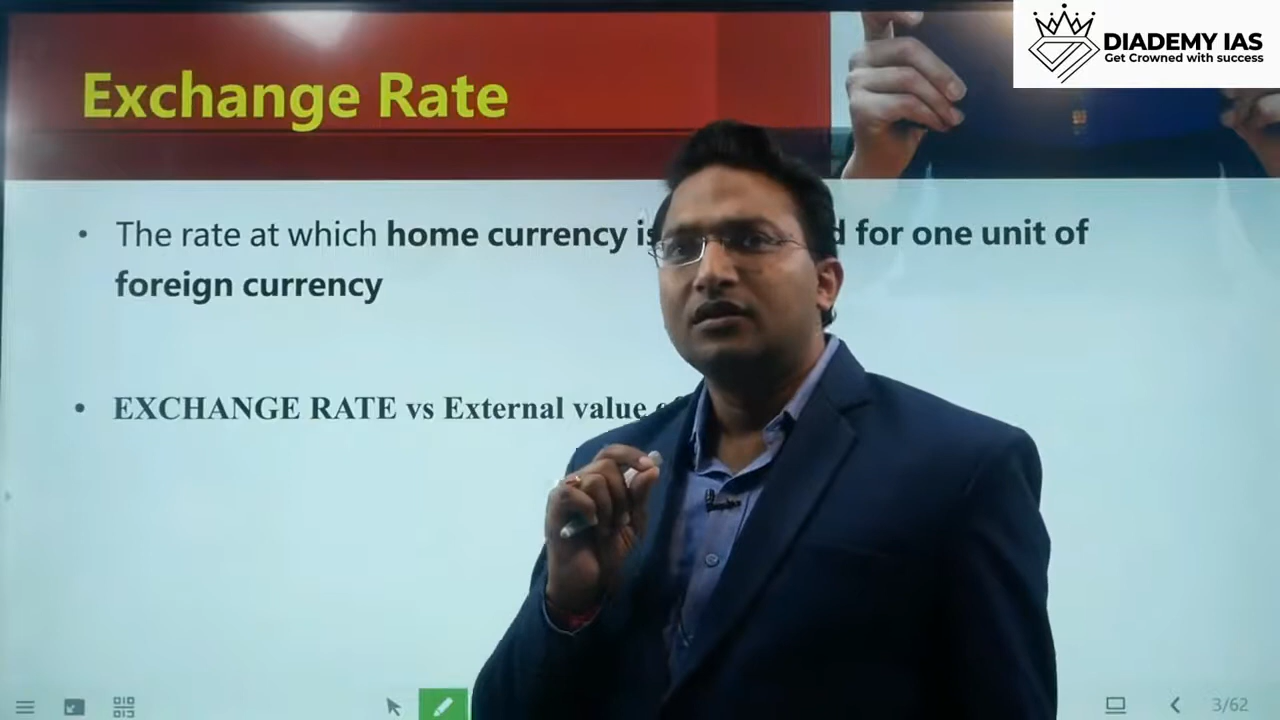 DIADEMY IAS
Get Crowned with success
Exchange Rate
• The rate at which home currency is for one unit of
foreign currency
• EXCHANGE RATE vs External value
3/62